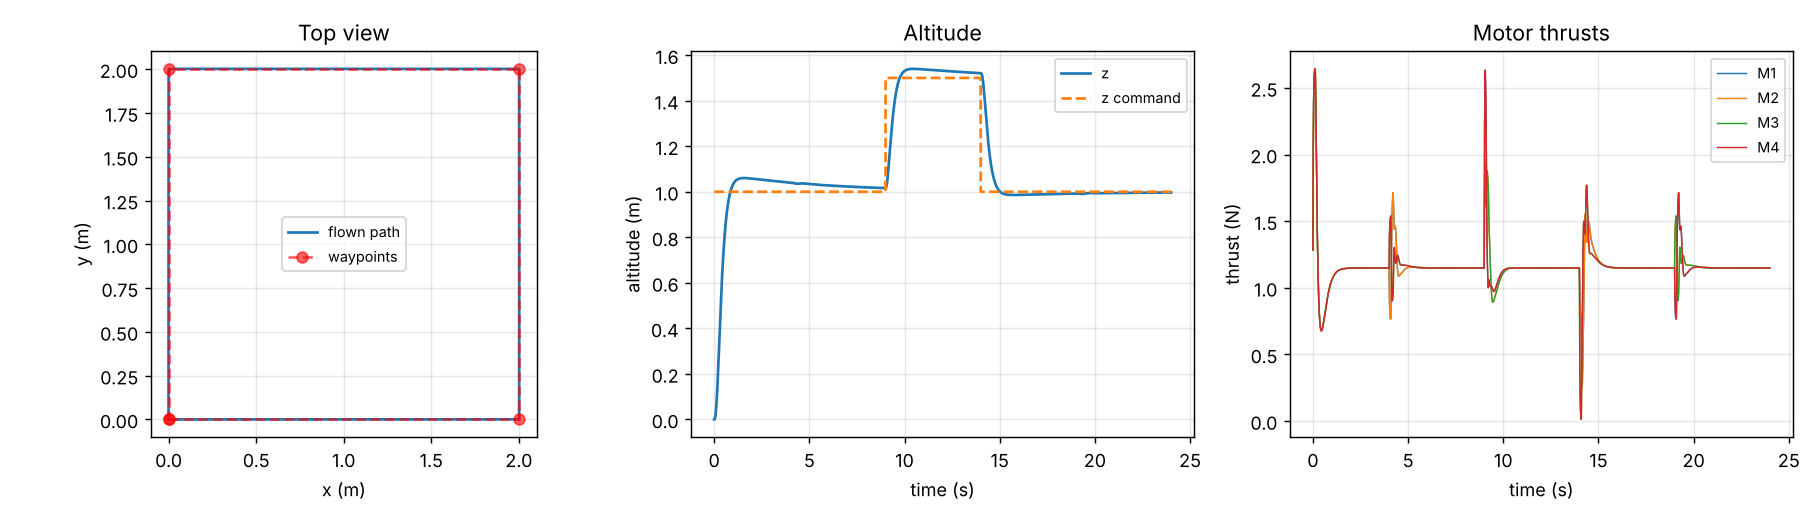 Top view
2.00
1.75
1.50
1.25
1.00
0.75
0.50
0.25
0.00
y (m)
flown path
waypoints
0.0
0.5
1.0
1.5
2.0
x (m)
Altitude
1.6
1.4
1.2
1.0
0.8
0.6
0.4
0.2
0.0
altitude (m)
z
z command
0
5
10
15
20
25
time (s)
Motor thrusts
2.5
2.0
1.5
1.0
0.5
0.0
thrust (N)
M1
M2
M3
M4
0
5
10
15
20
25
time (s)